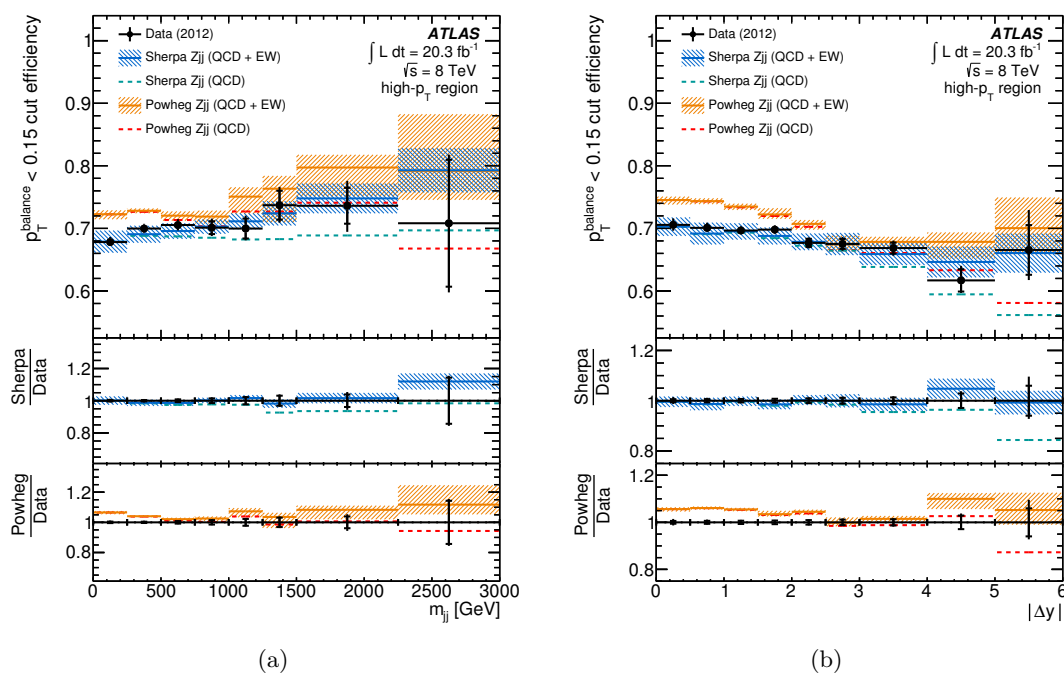 p_T^balance < 0.15 cut efficiency
1
0.9
0.8
0.7
0.6
Data (2012)
Sherpa Zjj (QCD + EW)
Sherpa Zjj (QCD)
Powheg Zjj (QCD + EW)
Powheg Zjj (QCD)
ATLAS
∫ L dt = 20.3 fb⁻¹
√s = 8 TeV
high-p_T region
Sherpa
Data
1.2
1
0.8
Powheg
Data
1.2
1
0.8
0 500 1000 1500 2000 2500 3000
m_jj [GeV]
(a)
p_T^balance < 0.15 cut efficiency
1
0.9
0.8
0.7
0.6
Data (2012)
Sherpa Zjj (QCD + EW)
Sherpa Zjj (QCD)
Powheg Zjj (QCD + EW)
Powheg Zjj (QCD)
ATLAS
∫ L dt = 20.3 fb⁻¹
√s = 8 TeV
high-p_T region
Sherpa
Data
1.2
1
0.8
Powheg
Data
1.2
1
0.8
0 1 2 3 4 5 6
|Δy|
(b)